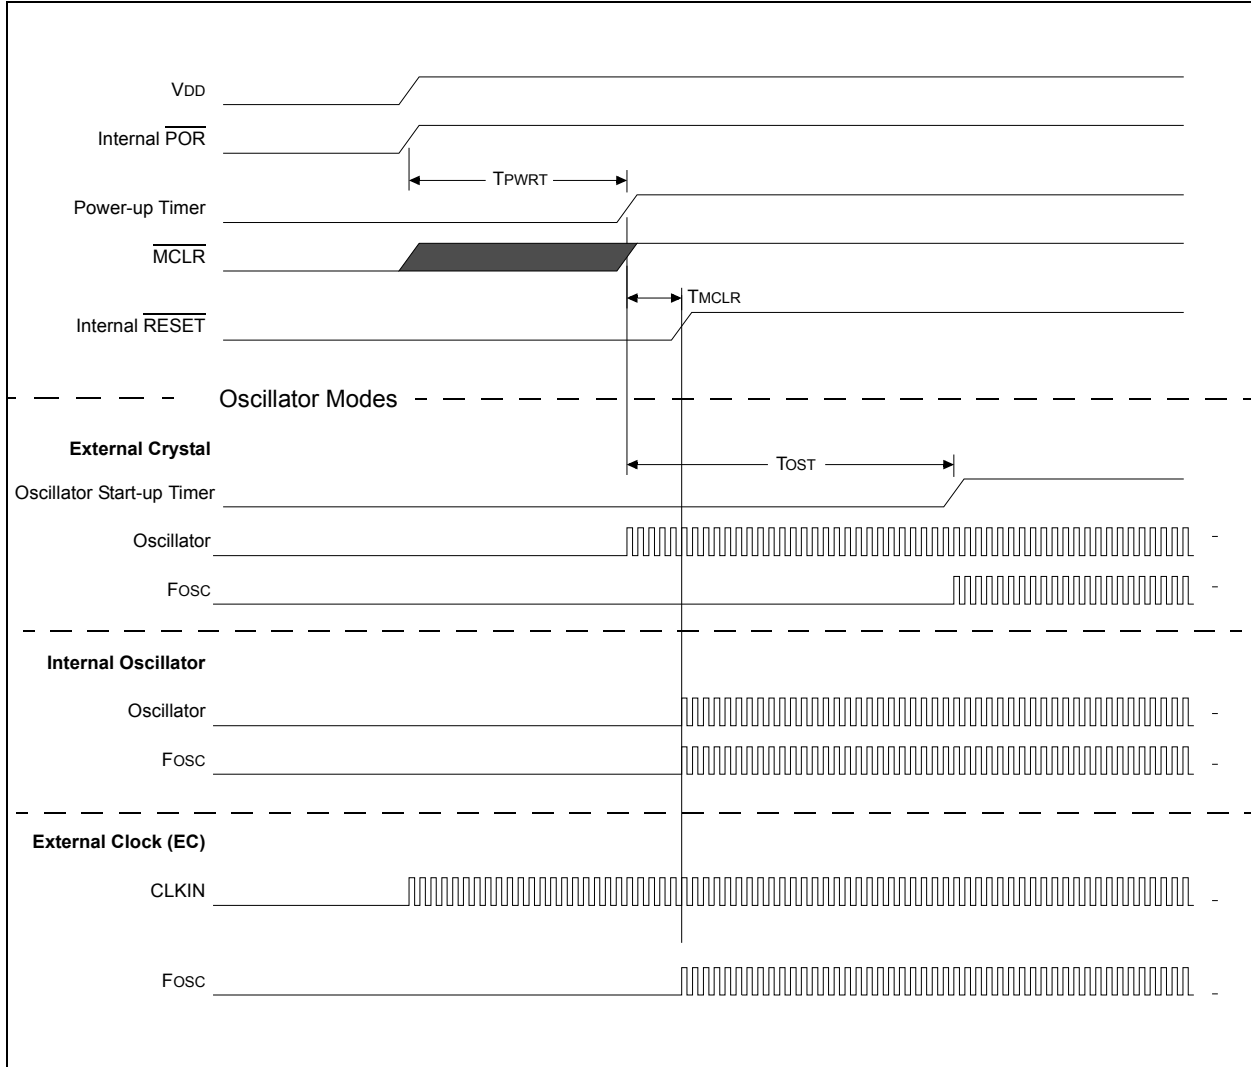 VDD
Internal POR
TPWRT
Power-up Timer
MCLR
TMCLR
Internal RESET
Oscillator Modes
External Crystal
TOST
Oscillator Start-up Timer
Oscillator
FOSC
Internal Oscillator
Oscillator
FOSC
External Clock (EC)
CLKIN
FOSC